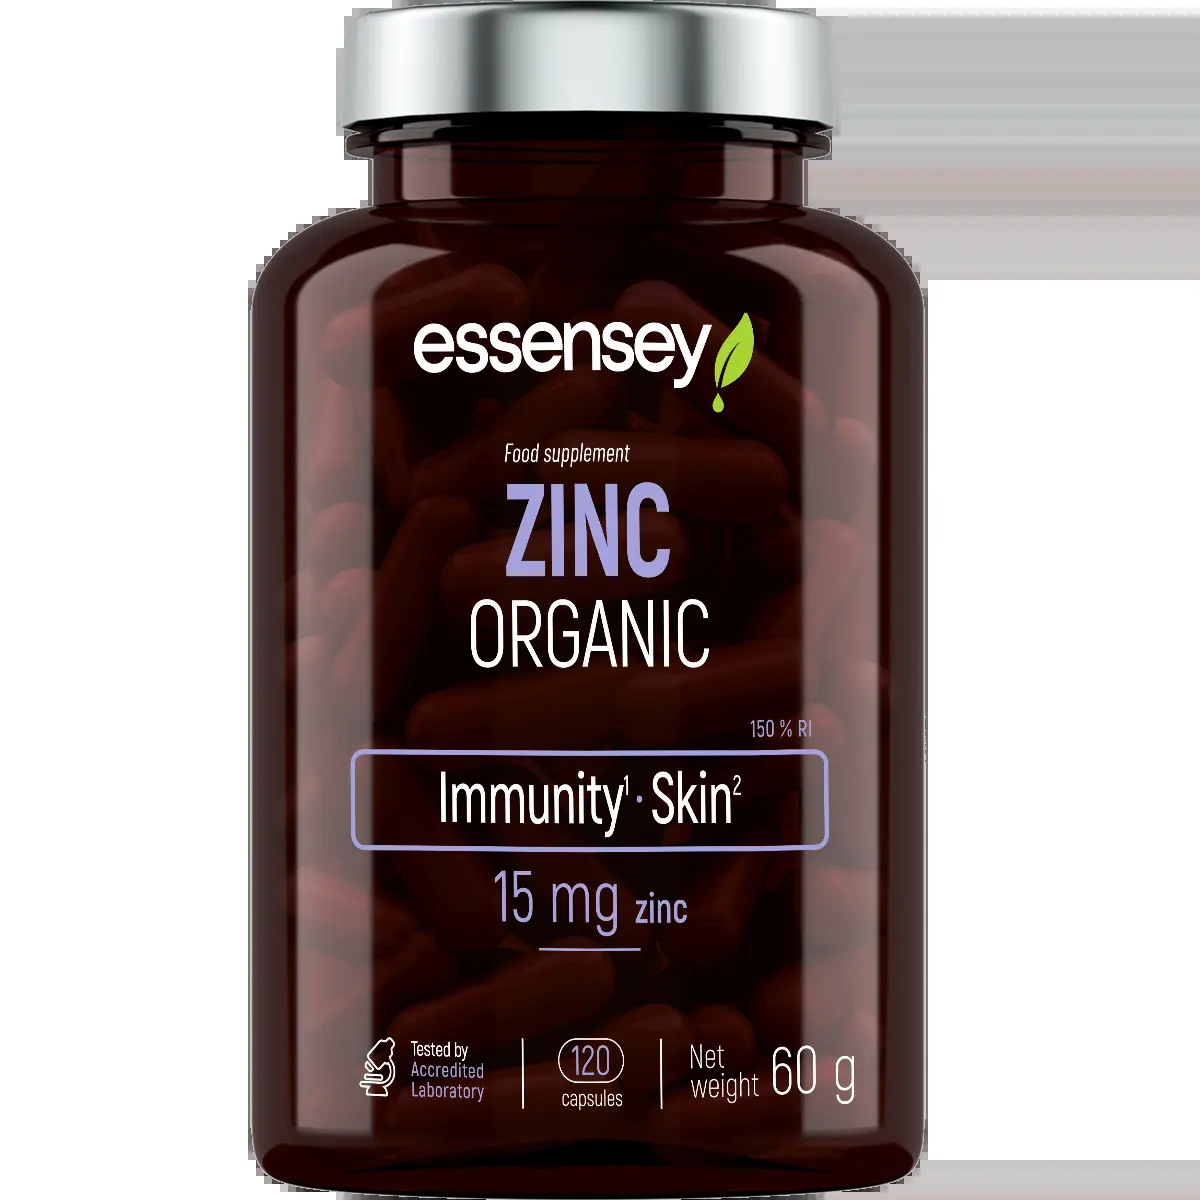 essensey
Food supplement
ZINC
ORGANIC
150 % RI
Immunity¹ · Skin²
15 mg zinc
Tested by
Accredited
Laboratory
120
capsules
Net
weight 60 g